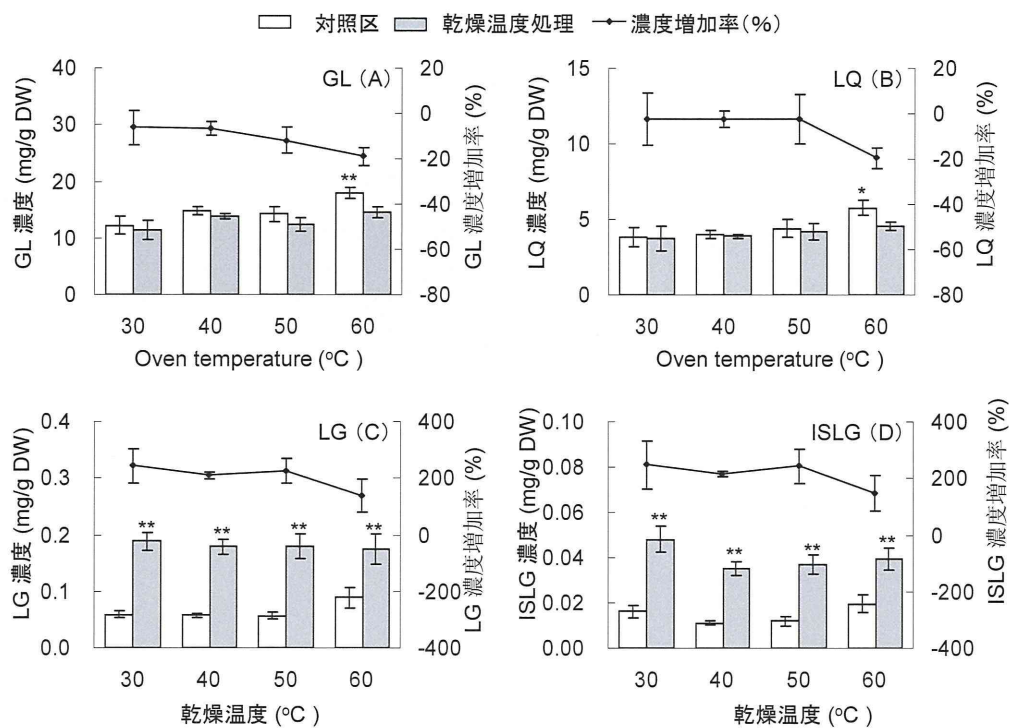 対照区 乾燥温度処理 濃度増加率(%)
GL (A)
GL 濃度 (mg/g DW)
40
30
20
10
0
20
0
-20
-40
-60
-80
GL 濃度増加率 (%)
**
30 40 50 60
Oven temperature (°C)
LQ (B)
LQ 濃度 (mg/g DW)
15
10
5
0
20
0
-20
-40
-60
-80
LQ 濃度増加率 (%)
*
30 40 50 60
Oven temperature (°C)
LG (C)
LG 濃度 (mg/g DW)
0.4
0.3
0.2
0.1
0.0
400
200
0
-200
-400
LG 濃度増加率 (%)
** ** ** **
30 40 50 60
乾燥温度 (°C)
ISLG (D)
ISLG 濃度 (mg/g DW)
0.10
0.08
0.06
0.04
0.02
0.00
400
200
0
-200
-400
ISLG 濃度増加率 (%)
** ** ** **
30 40 50 60
乾燥温度 (°C)